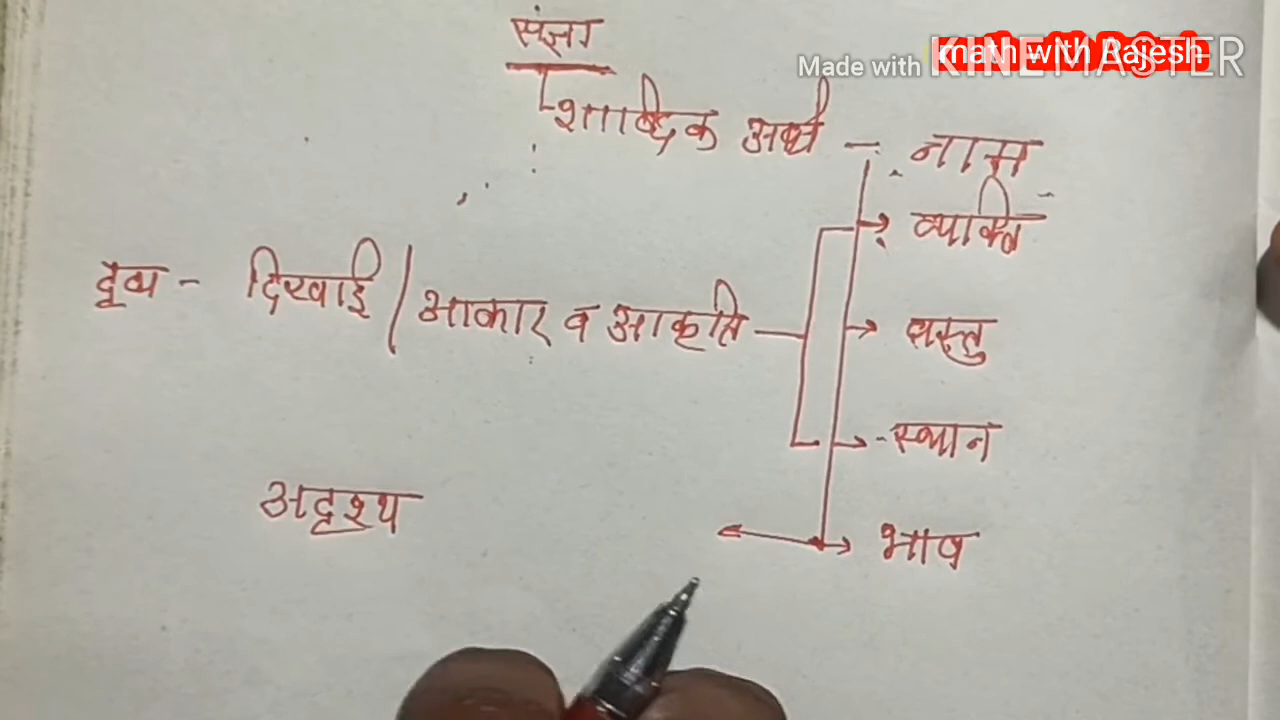 संज्ञा
Made with KINEMASTER
math with Rajesh
शाब्दिक अर्थ - नाम
व्यक्ति
द्रव्य - दिखाई / आकार व आकृति
वस्तु
स्थान
अदृश्य
भाव